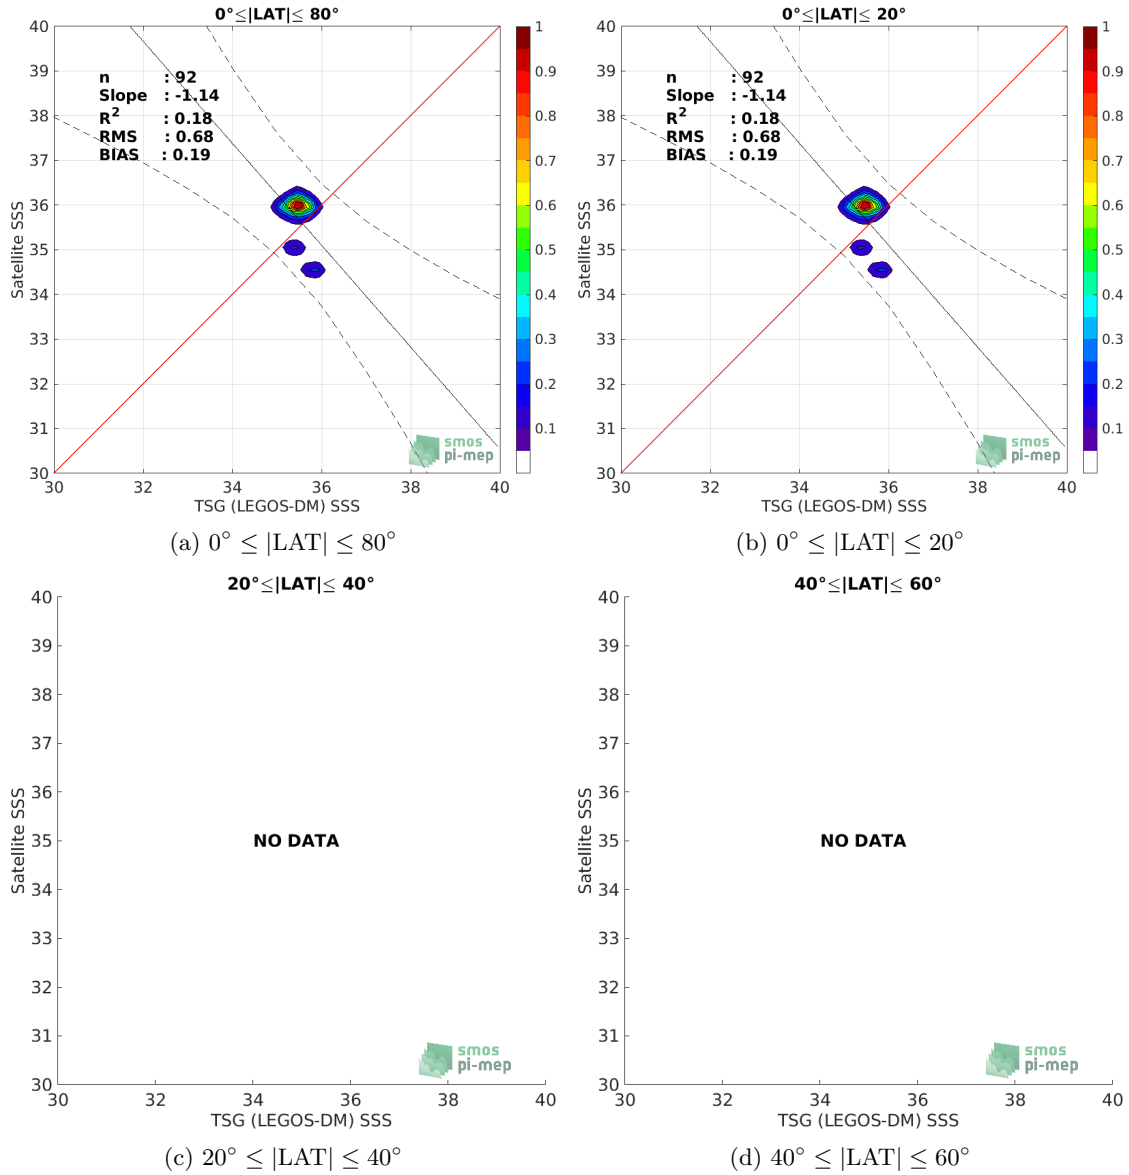 0°≤|LAT|≤ 80°
40
39
38
37
36
35
34
33
32
31
30
30 32 34 36 38 40
Satellite SSS
TSG (LEGOS-DM) SSS
n : 92
Slope : -1.14
R2 : 0.18
RMS : 0.68
BIAS : 0.19
1
0.9
0.8
0.7
0.6
0.5
0.4
0.3
0.2
0.1
smos
pi-mep
(a) 0° ≤ |LAT| ≤ 80°
0°≤|LAT|≤ 20°
40
39
38
37
36
35
34
33
32
31
30
30 32 34 36 38 40
Satellite SSS
TSG (LEGOS-DM) SSS
n : 92
Slope : -1.14
R2 : 0.18
RMS : 0.68
BIAS : 0.19
1
0.9
0.8
0.7
0.6
0.5
0.4
0.3
0.2
0.1
smos
pi-mep
(b) 0° ≤ |LAT| ≤ 20°
20°≤|LAT|≤ 40°
40
39
38
37
36
35
34
33
32
31
30
30 32 34 36 38 40
Satellite SSS
TSG (LEGOS-DM) SSS
NO DATA
smos
pi-mep
(c) 20° ≤ |LAT| ≤ 40°
40°≤|LAT|≤ 60°
40
39
38
37
36
35
34
33
32
31
30
30 32 34 36 38 40
Satellite SSS
TSG (LEGOS-DM) SSS
NO DATA
smos
pi-mep
(d) 40° ≤ |LAT| ≤ 60°